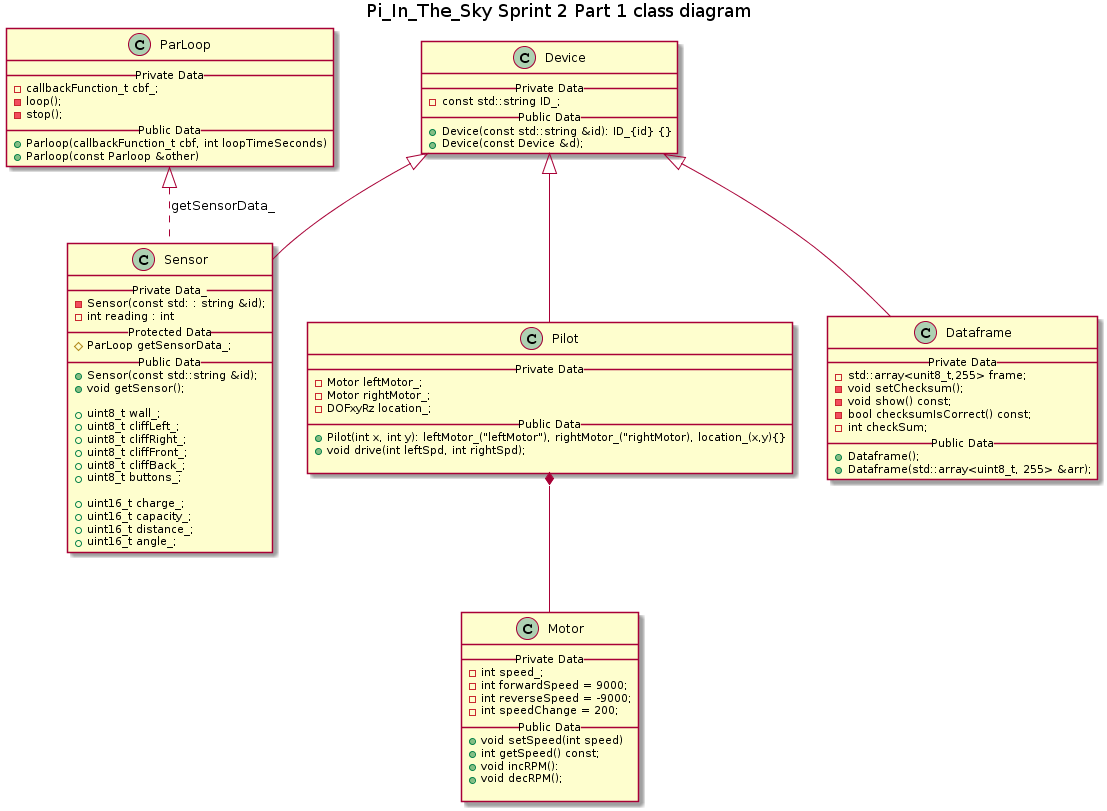 Pi_In_The_Sky Sprint 2 Part 1 class diagram
C ParLoop
Private Data
callbackFunction_t cbf_;
loop();
stop();
Public Data
Parloop(callbackFunction_t cbf, int loopTimeSeconds)
Parloop(const Parloop &other)
C Device
Private Data
const std::string ID_;
Public Data
Device(const std::string &id): ID_{id} {}
Device(const Device &d);
getSensorData_
C Sensor
Private Data_
Sensor(const std: : string &id);
int reading : int
Protected Data
ParLoop getSensorData_;
Public Data
Sensor(const std::string &id);
void getSensor();
uint8_t wall_;
uint8_t cliffLeft_;
uint8_t cliffRight_;
uint8_t cliffFront_;
uint8_t cliffBack_;
uint8_t buttons_;
uint16_t charge_;
uint16_t capacity_;
uint16_t distance_;
uint16_t angle_;
C Pilot
Private Data
Motor leftMotor_;
Motor rightMotor_;
DOFxyRz location_;
Public Data
Pilot(int x, int y): leftMotor_("leftMotor"), rightMotor_("rightMotor), location_(x,y){}
void drive(int leftSpd, int rightSpd);
C Dataframe
Private Data
std::array<unit8_t,255> frame;
void setChecksum();
void show() const;
bool checksumIsCorrect() const;
int checkSum;
Public Data
Dataframe();
Dataframe(std::array<uint8_t, 255> &arr);
C Motor
Private Data
int speed_;
int forwardSpeed = 9000;
int reverseSpeed = -9000;
int speedChange = 200;
Public Data
void setSpeed(int speed)
int getSpeed() const;
void incRPM():
void decRPM();